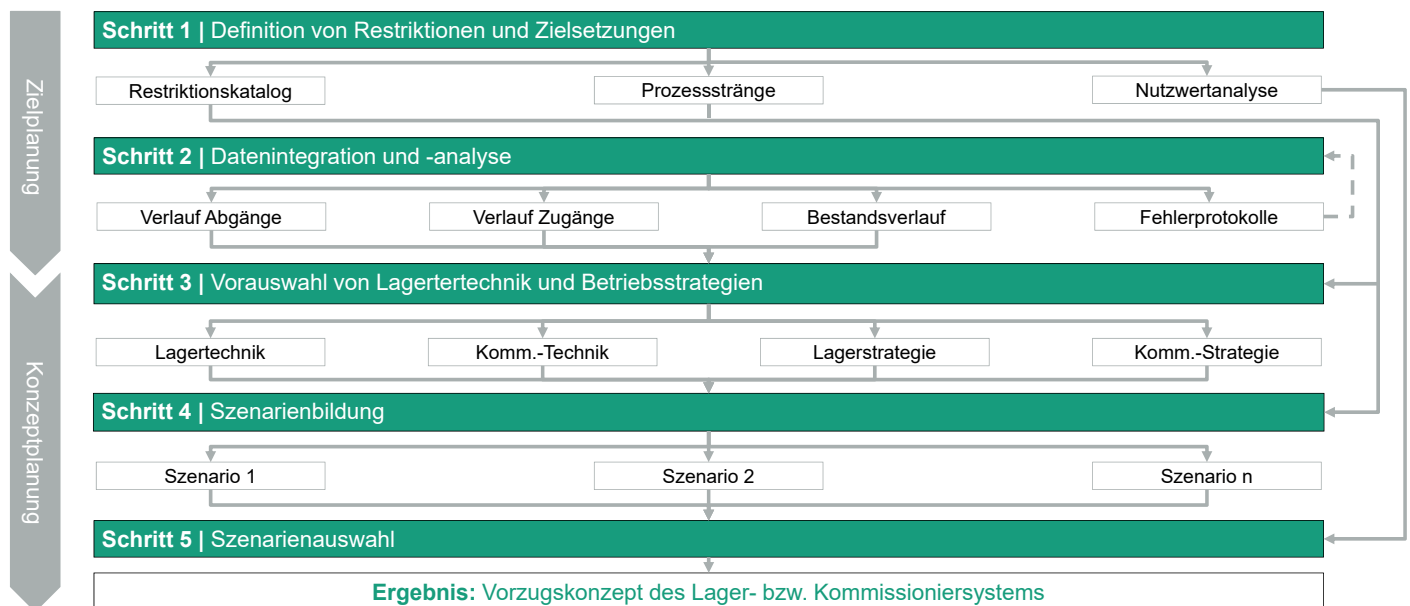 Zielplanung
Schritt 1 | Definition von Restriktionen und Zielsetzungen
Restriktionskatalog
Prozessstränge
Nutzwertanalyse
Schritt 2 | Datenintegration und -analyse
Verlauf Abgänge
Verlauf Zugänge
Bestandsverlauf
Fehlerprotokolle
Konzeptplanung
Schritt 3 | Vorauswahl von Lagertertechnik und Betriebsstrategien
Lagertechnik
Komm.-Technik
Lagerstrategie
Komm.-Strategie
Schritt 4 | Szenarienbildung
Szenario 1
Szenario 2
Szenario n
Schritt 5 | Szenarienauswahl
Ergebnis: Vorzugskonzept des Lager- bzw. Kommissioniersystems